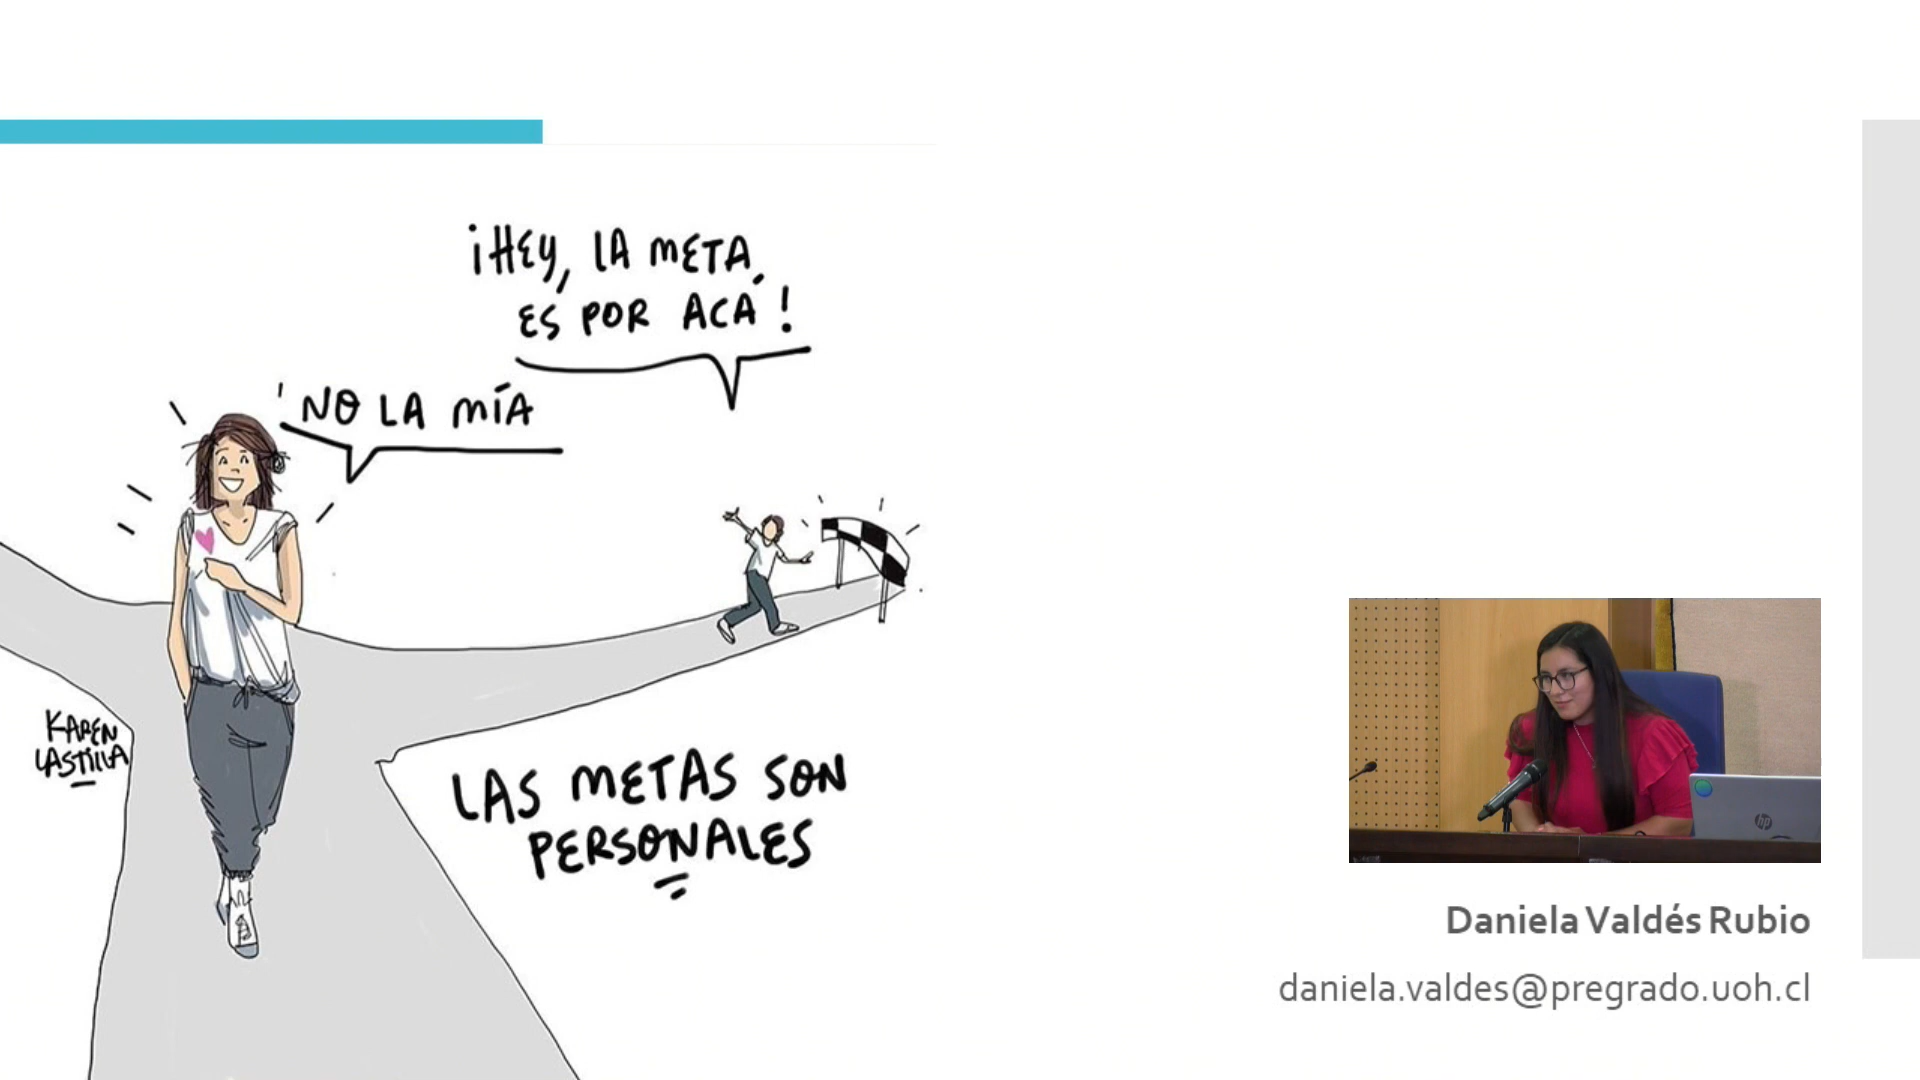 ¡HEY, LA META
ES POR ACÁ!
NO LA MÍA
KAREN
LASTILLA
LAS METAS SON
PERSONALES
hp
Daniela Valdés Rubio
daniela.valdes@pregrado.uoh.cl